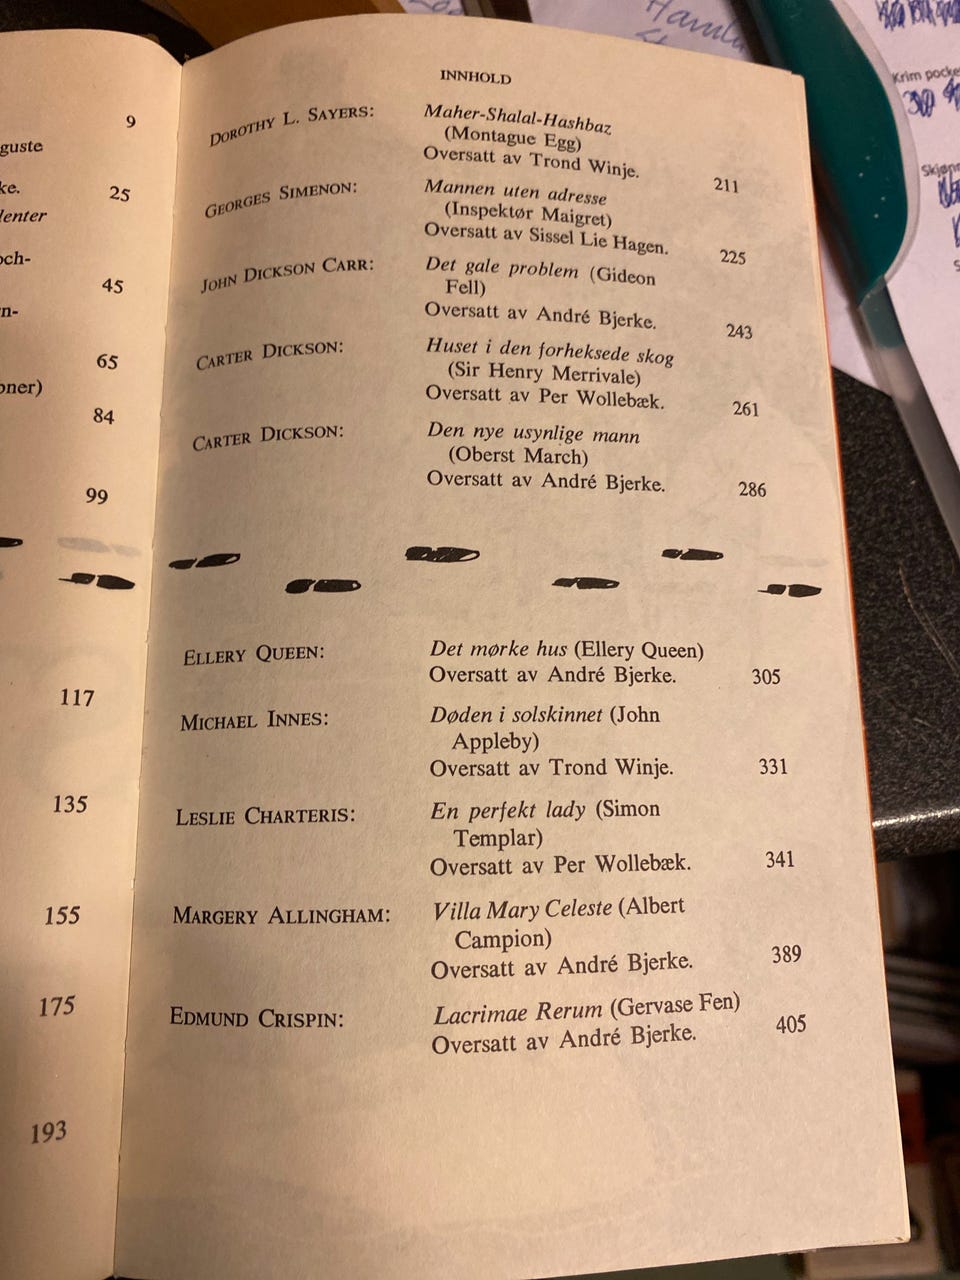 9
guste
ke.
25
lenter
och-
45
n-
65
oner)
84
99
117
135
155
175
193
INNHOLD
DOROTHY L. SAYERS: Maher-Shalal-Hashbaz
(Montague Egg)
Oversatt av Trond Winje. 211
GEORGES SIMENON: Mannen uten adresse
(Inspektør Maigret)
Oversatt av Sissel Lie Hagen. 225
JOHN DICKSON CARR: Det gale problem (Gideon
Fell)
Oversatt av André Bjerke. 243
CARTER DICKSON: Huset i den forheksede skog
(Sir Henry Merrivale)
Oversatt av Per Wollebæk. 261
CARTER DICKSON: Den nye usynlige mann
(Oberst March)
Oversatt av André Bjerke. 286
ELLERY QUEEN: Det mørke hus (Ellery Queen)
Oversatt av André Bjerke. 305
MICHAEL INNES: Døden i solskinnet (John
Appleby)
Oversatt av Trond Winje. 331
LESLIE CHARTERIS: En perfekt lady (Simon
Templar)
Oversatt av Per Wollebæk. 341
MARGERY ALLINGHAM: Villa Mary Celeste (Albert
Campion)
Oversatt av André Bjerke. 389
EDMUND CRISPIN: Lacrimae Rerum (Gervase Fen)
Oversatt av André Bjerke. 405
Krim pocke